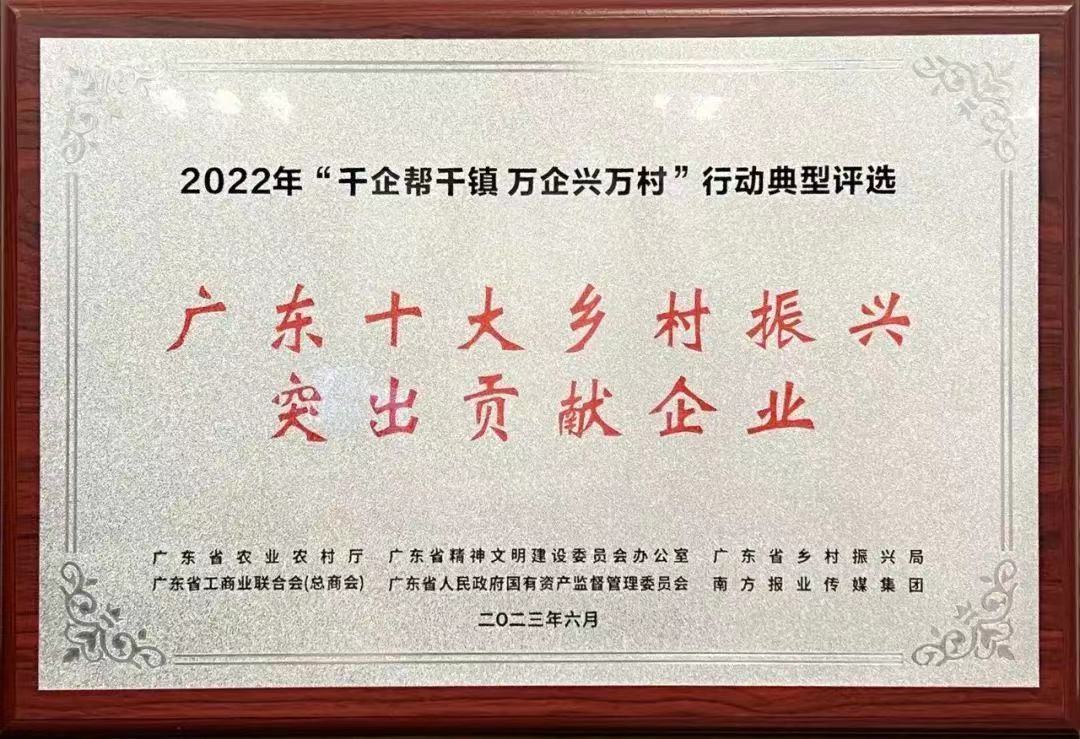 2022年“千企帮千镇 万企兴万村”行动典型评选
广东十大乡村振兴
突出贡献企业
广东省农业农村厅 广东省精神文明建设委员会办公室 广东省乡村振兴局
广东省工商业联合会(总商会) 广东省人民政府国有资产监督管理委员会 南方报业传媒集团
二〇二三年六月